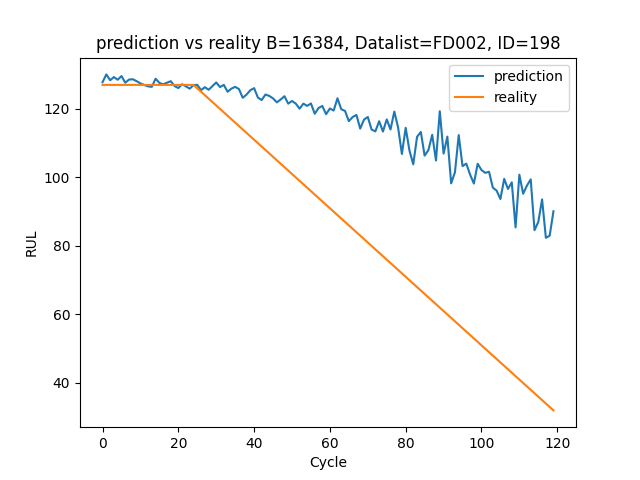 prediction vs reality B=16384, Datalist=FD002, ID=198
prediction
reality
RUL
120
100
80
60
40
0 20 40 60 80 100 120
Cycle